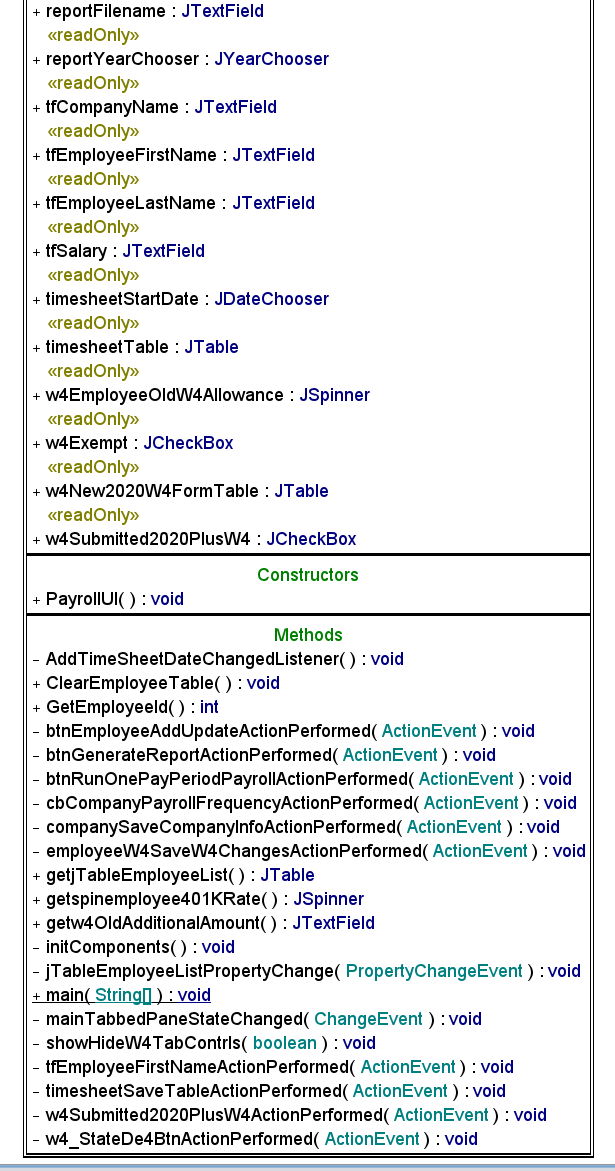 + reportFilename : JTextField
«readOnly»
+ reportYearChooser : JYearChooser
«readOnly»
+ tfCompanyName : JTextField
«readOnly»
+ tfEmployeeFirstName : JTextField
«readOnly»
+ tfEmployeeLastName : JTextField
«readOnly»
+ tfSalary : JTextField
«readOnly»
+ timesheetStartDate : JDateChooser
«readOnly»
+ timesheetTable : JTable
«readOnly»
+ w4EmployeeOldW4Allowance : JSpinner
«readOnly»
+ w4Exempt : JCheckBox
«readOnly»
+ w4New2020W4FormTable : JTable
«readOnly»
+ w4Submitted2020PlusW4 : JCheckBox
Constructors
+ PayrollUI( ) : void
Methods
- AddTimeSheetDateChangedListener( ) : void
+ ClearEmployeeTable( ) : void
+ GetEmployeeId( ) : int
- btnEmployeeAddUpdateActionPerformed( ActionEvent ) : void
- btnGenerateReportActionPerformed( ActionEvent ) : void
- btnRunOnePayPeriodPayrollActionPerformed( ActionEvent ) : void
- cbCompanyPayrollFrequencyActionPerformed( ActionEvent ) : void
- companySaveCompanyInfoActionPerformed( ActionEvent ) : void
- employeeW4SaveW4ChangesActionPerformed( ActionEvent ) : void
+ getjTableEmployeeList( ) : JTable
+ getspinemployee401KRate( ) : JSpinner
+ getw4OldAdditionalAmount( ) : JTextField
- initComponents( ) : void
- jTableEmployeeListPropertyChange( PropertyChangeEvent ) : void
+ main( String[] ) : void
- mainTabbedPaneStateChanged( ChangeEvent ) : void
- showHideW4TabContrls( boolean ) : void
- tfEmployeeFirstNameActionPerformed( ActionEvent ) : void
- timesheetSaveTableActionPerformed( ActionEvent ) : void
- w4Submitted2020PlusW4ActionPerformed( ActionEvent ) : void
- w4_StateDe4BtnActionPerformed( ActionEvent ) : void